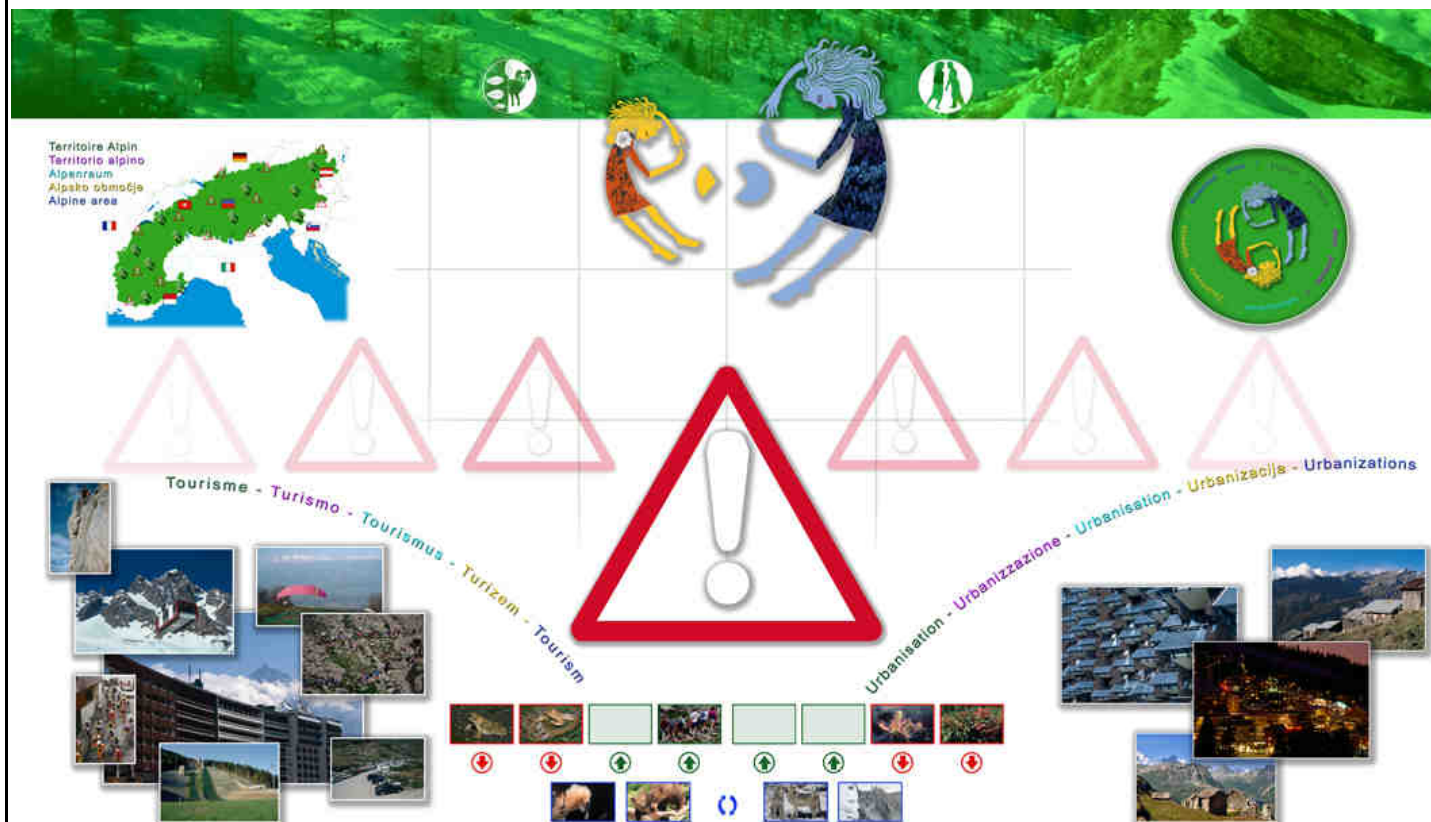 Territoire Alpin
Territorio alpino
Alpenraum
Alpsko območje
Alpine area
Tourisme - Turismo - Tourismus - Turizem - Tourism
Urbanisation - Urbanizzazione - Urbanisation - Urbanizacija - Urbanizations